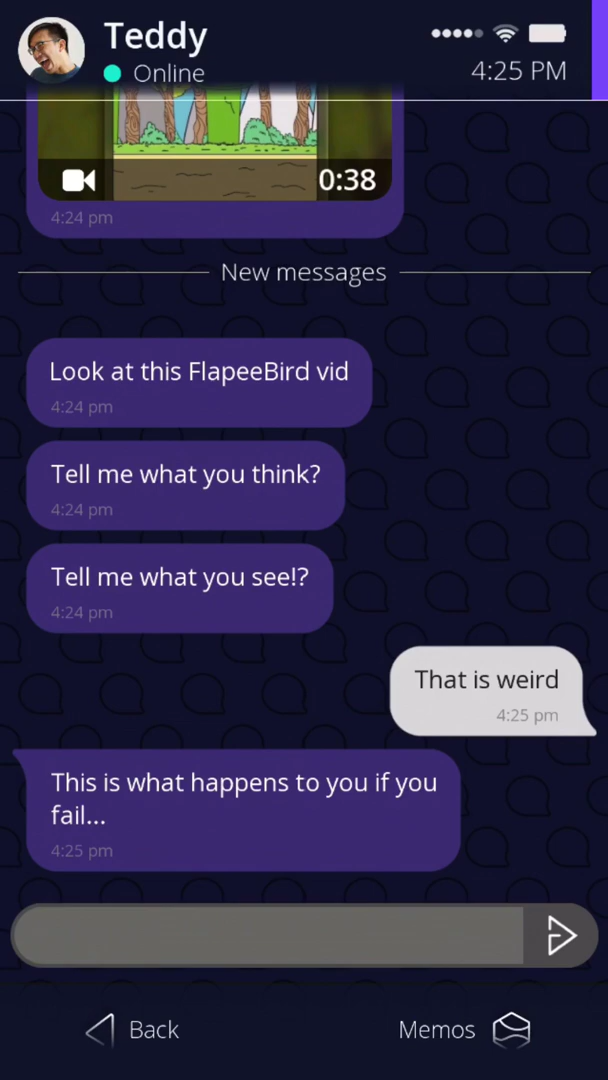 Teddy
Online
4:25 PM
0:38
4:24 pm
New messages
Look at this FlapeeBird vid
4:24 pm
Tell me what you think?
4:24 pm
Tell me what you see!?
4:24 pm
That is weird
4:25 pm
This is what happens to you if you
fail...
4:25 pm
Back
Memos